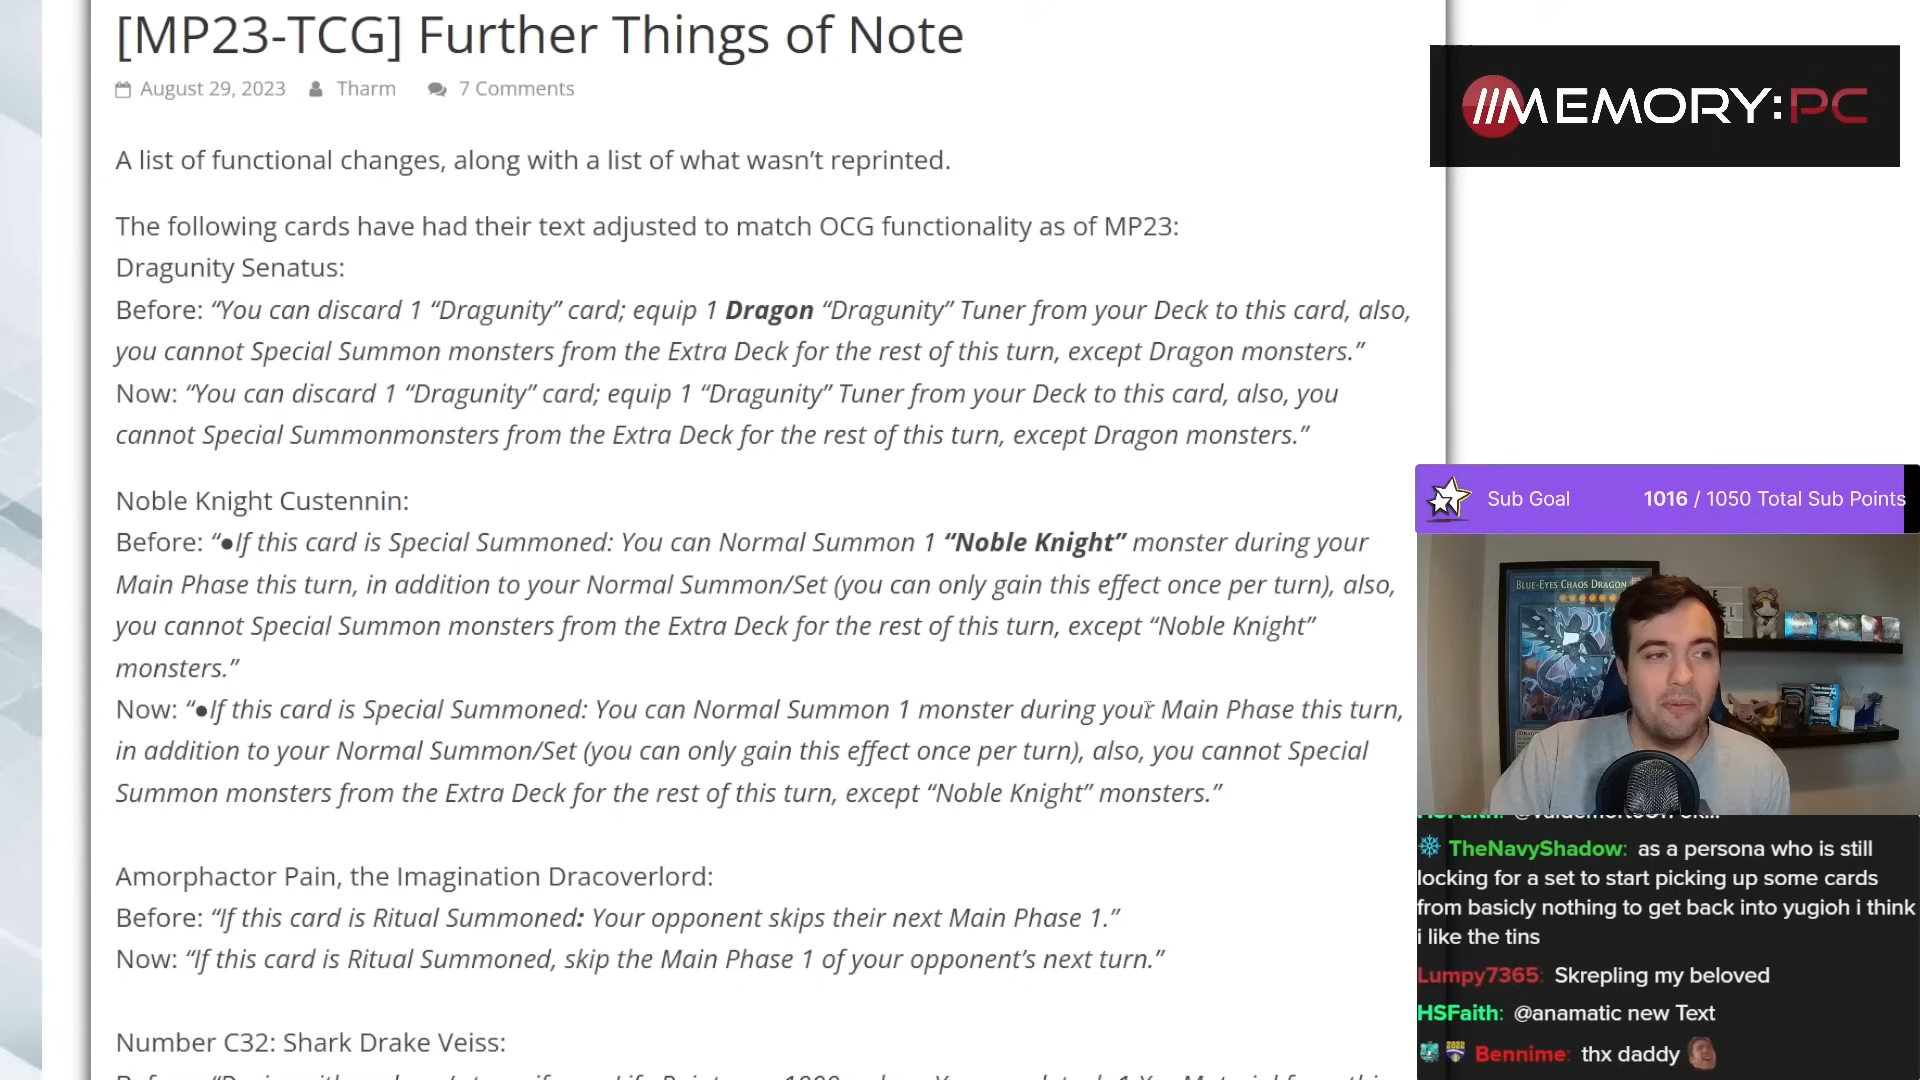 [MP23-TCG] Further Things of Note
August 29, 2023 Tharm 7 Comments
A list of functional changes, along with a list of what wasn’t reprinted.
The following cards have had their text adjusted to match OCG functionality as of MP23:
Dragunity Senatus:
Before: “You can discard 1 “Dragunity” card; equip 1 Dragon “Dragunity” Tuner from your Deck to this card, also,
you cannot Special Summon monsters from the Extra Deck for the rest of this turn, except Dragon monsters.”
Now: “You can discard 1 “Dragunity” card; equip 1 “Dragunity” Tuner from your Deck to this card, also, you
cannot Special Summonmonsters from the Extra Deck for the rest of this turn, except Dragon monsters.”
Noble Knight Custennin:
Before: “●If this card is Special Summoned: You can Normal Summon 1 “Noble Knight” monster during your
Main Phase this turn, in addition to your Normal Summon/Set (you can only gain this effect once per turn), also,
you cannot Special Summon monsters from the Extra Deck for the rest of this turn, except “Noble Knight”
monsters.”
Now: “●If this card is Special Summoned: You can Normal Summon 1 monster during your Main Phase this turn,
in addition to your Normal Summon/Set (you can only gain this effect once per turn), also, you cannot Special
Summon monsters from the Extra Deck for the rest of this turn, except “Noble Knight” monsters.”
Amorphactor Pain, the Imagination Dracoverlord:
Before: “If this card is Ritual Summoned: Your opponent skips their next Main Phase 1.”
Now: “If this card is Ritual Summoned, skip the Main Phase 1 of your opponent’s next turn.”
Number C32: Shark Drake Veiss:
MEMORY:PC
Sub Goal 1016 / 1050 Total Sub Points
BLUE-EYES CHAOS DRAGON
TheNavyShadow: as a persona who is still
locking for a set to start picking up some cards
from basicly nothing to get back into yugioh i think
i like the tins
Lumpy7365: Skrepling my beloved
HSFaith: @anamatic new Text
Bennime: thx daddy